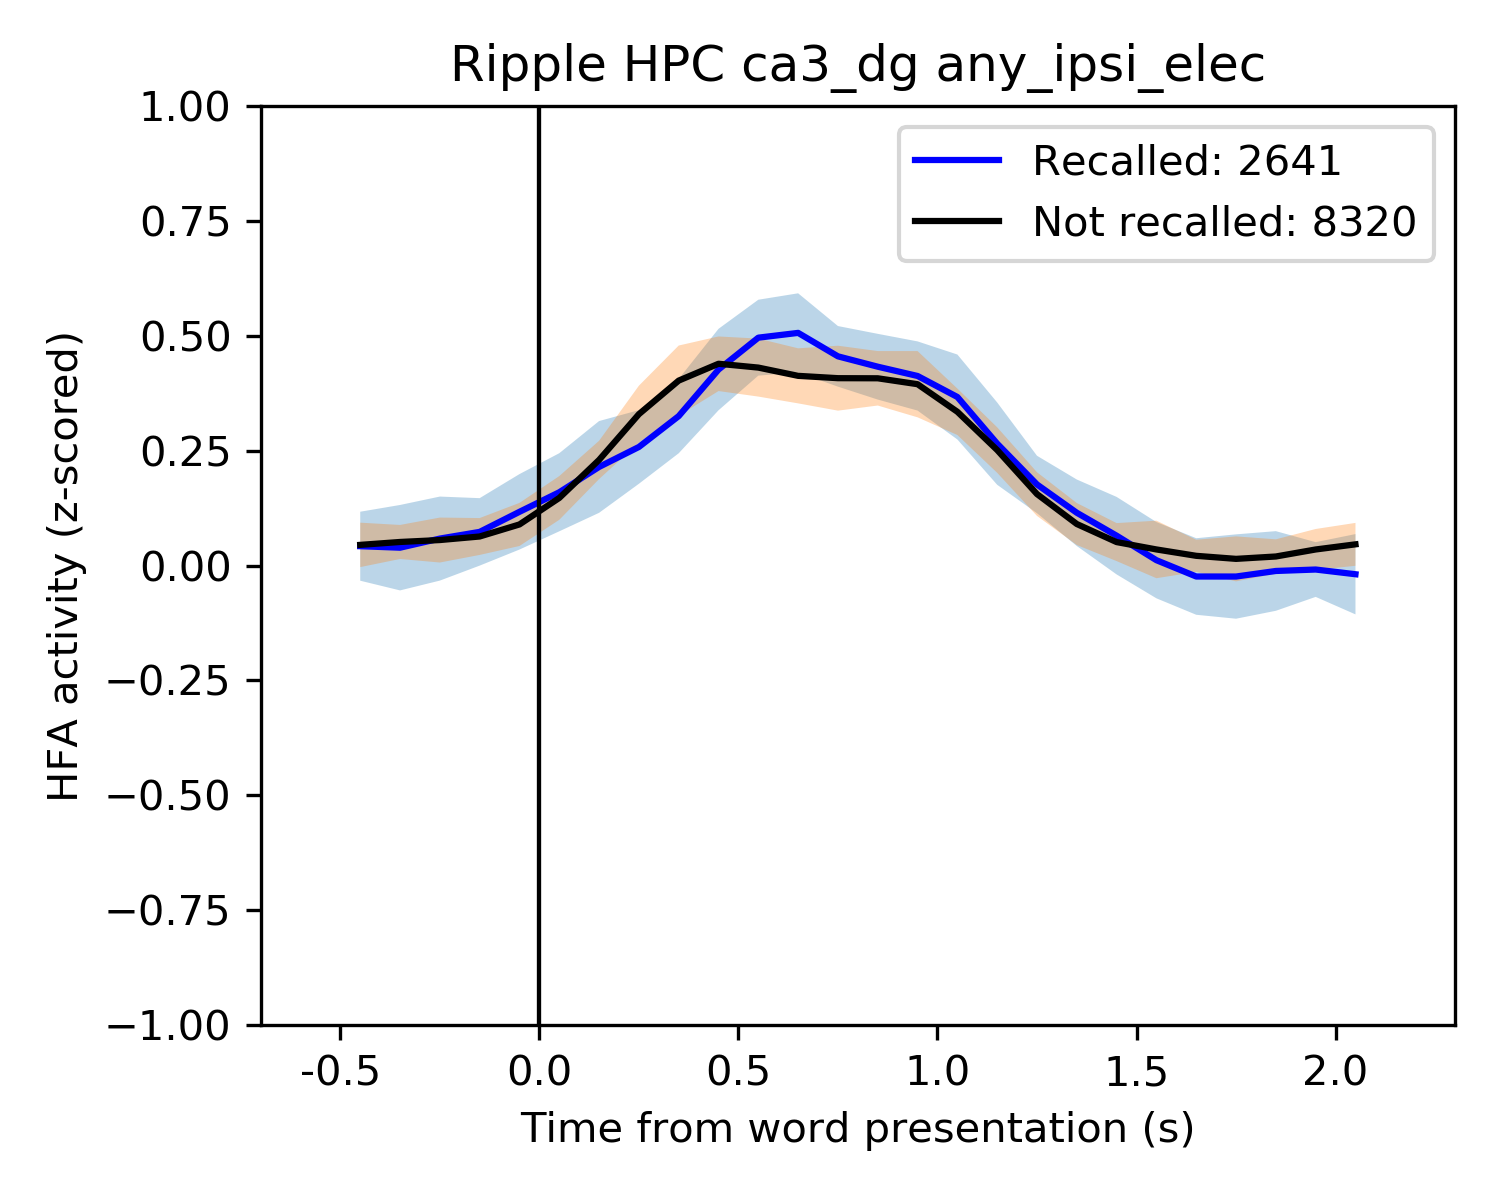 Ripple HPC ca3_dg any_ipsi_elec
Recalled: 2641
Not recalled: 8320
HFA activity (z-scored)
1.00
0.75
0.50
0.25
0.00
−0.25
−0.50
−0.75
−1.00
-0.5 0.0 0.5 1.0 1.5 2.0
Time from word presentation (s)